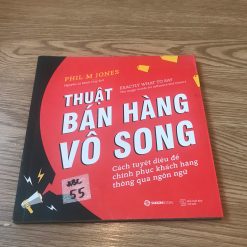 PHIL M JONES
EXACTLY WHAT TO SAY
THUẬT
BÁN HÀNG
VÔ SONG
Cách tuyệt diệu để
chinh phục khách hàng
thông qua ngôn ngữ
ABC
55